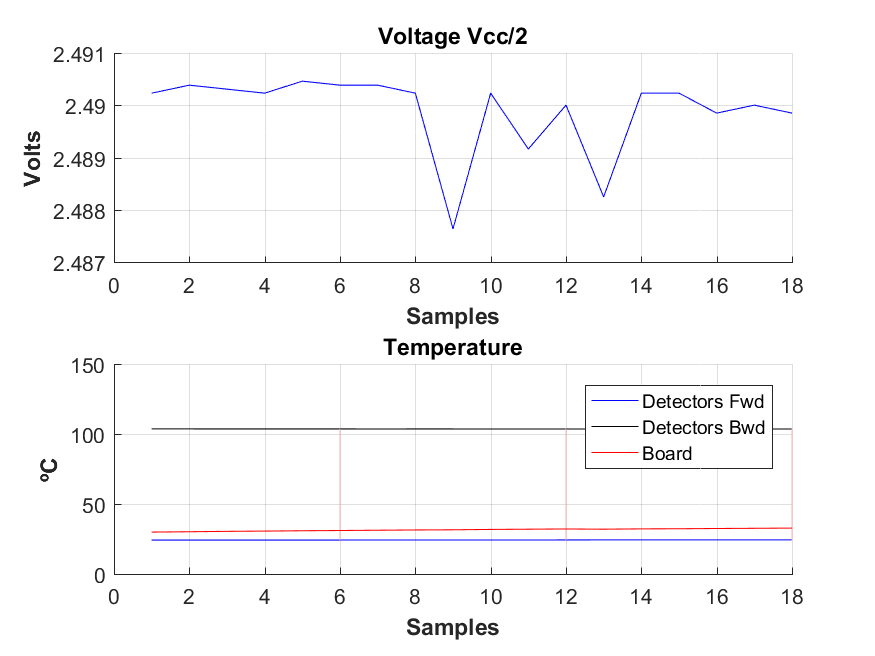 Voltage Vcc/2
2.491
2.49
2.489
2.488
2.487
Volts
0 2 4 6 8 10 12 14 16 18
Samples
Temperature
150
100
50
0
ºC
Detectors Fwd
Detectors Bwd
Board
0 2 4 6 8 10 12 14 16 18
Samples